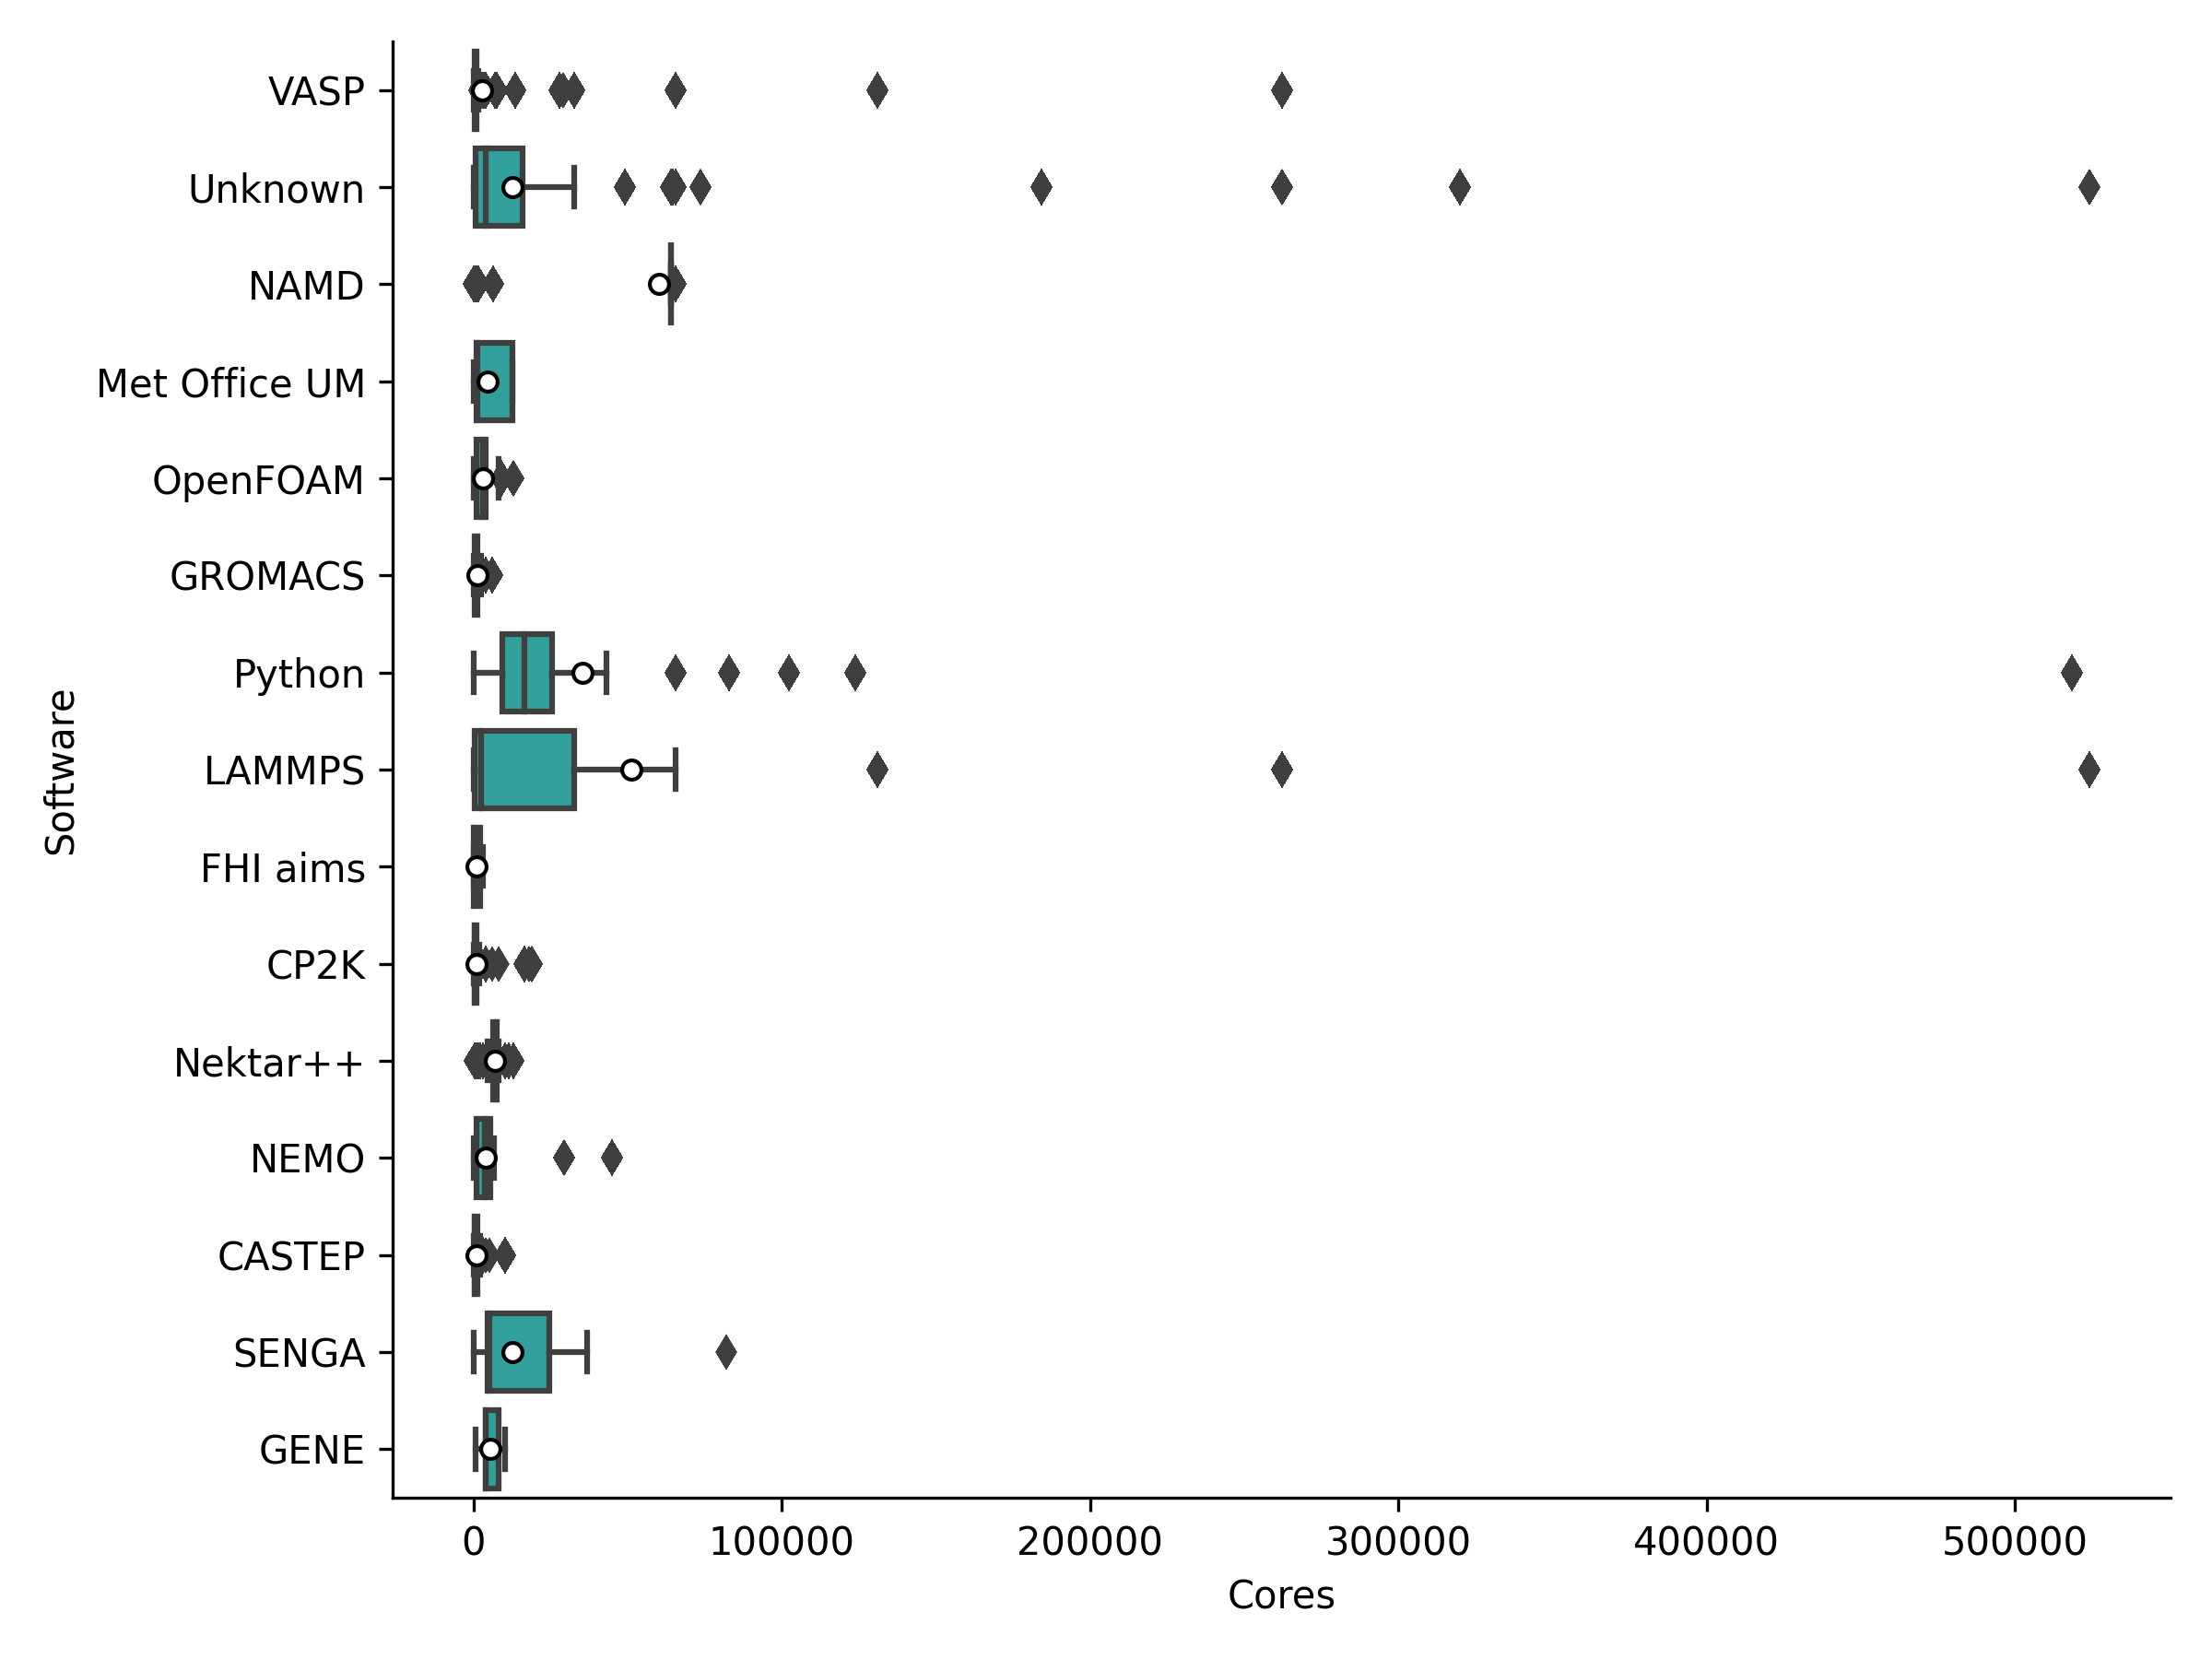 VASP
Unknown
NAMD
Met Office UM
OpenFOAM
GROMACS
Python
LAMMPS
FHI aims
CP2K
Nektar++
NEMO
CASTEP
SENGA
GENE
Software
0 100000 200000 300000 400000 500000
Cores